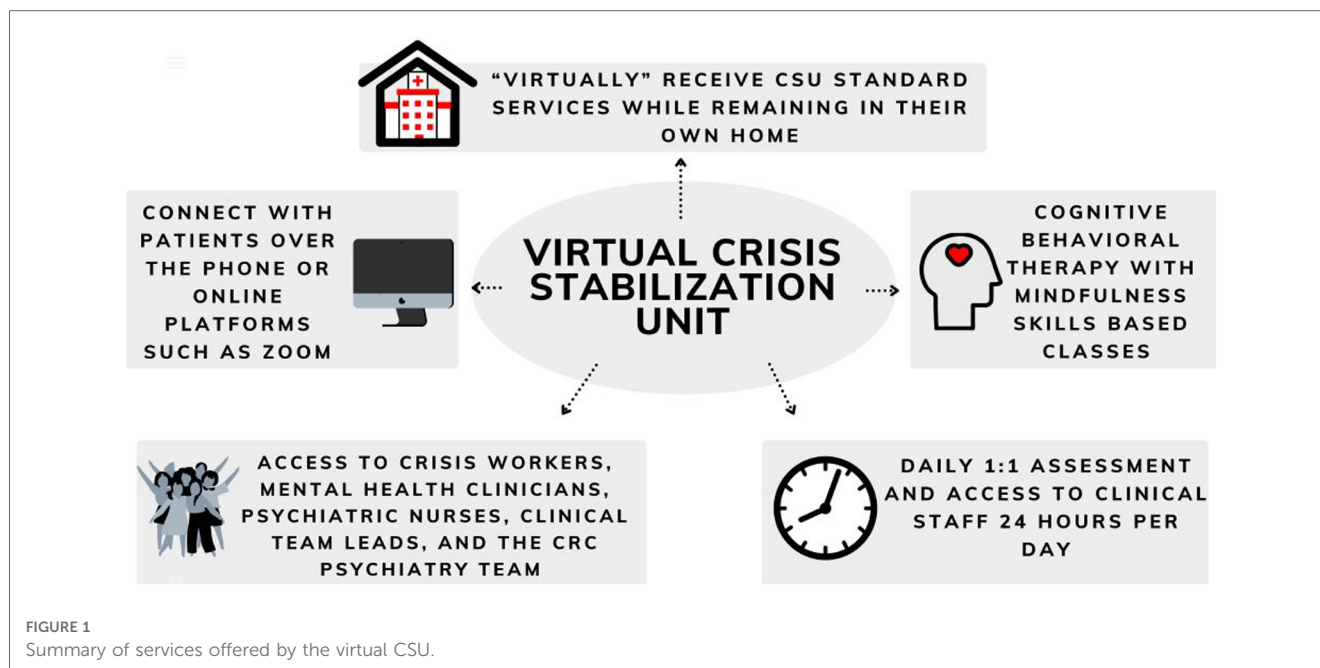 “VIRTUALLY” RECEIVE CSU STANDARD
SERVICES WHILE REMAINING IN THEIR
OWN HOME
CONNECT WITH
PATIENTS OVER
THE PHONE OR
ONLINE
PLATFORMS
SUCH AS ZOOM
VIRTUAL CRISIS
STABILIZATION
UNIT
COGNITIVE
BEHAVIORAL
THERAPY WITH
MINDFULNESS
SKILLS BASED
CLASSES
ACCESS TO CRISIS WORKERS,
MENTAL HEALTH CLINICIANS,
PSYCHIATRIC NURSES, CLINICAL
TEAM LEADS, AND THE CRC
PSYCHIATRY TEAM
DAILY 1:1 ASSESSMENT
AND ACCESS TO CLINICAL
STAFF 24 HOURS PER
DAY
FIGURE 1
Summary of services offered by the virtual CSU.